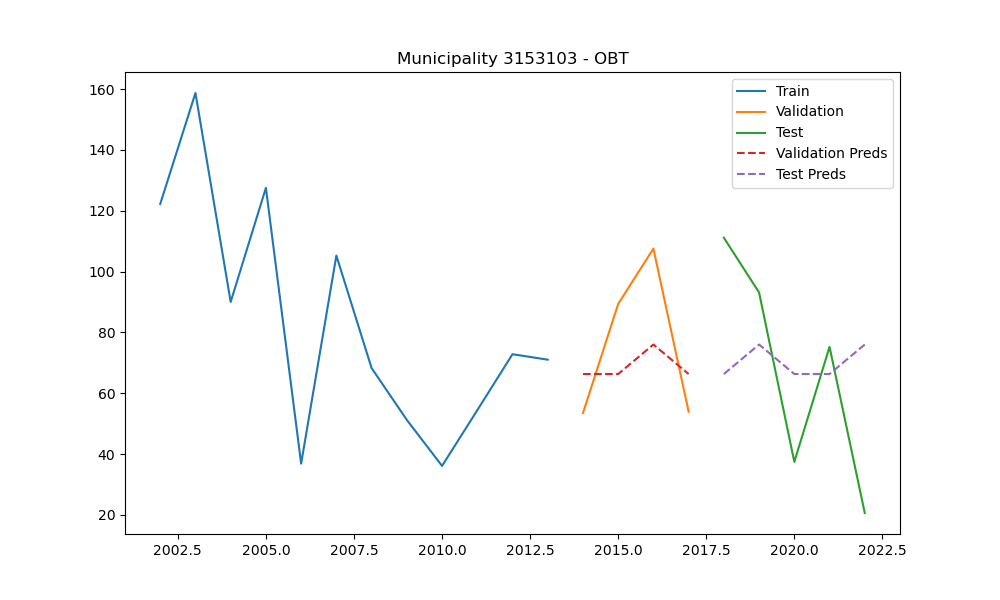 Municipality 3153103 - OBT
160
140
120
100
80
60
40
20
Train
Validation
Test
Validation Preds
Test Preds
2002.5 2005.0 2007.5 2010.0 2012.5 2015.0 2017.5 2020.0 2022.5